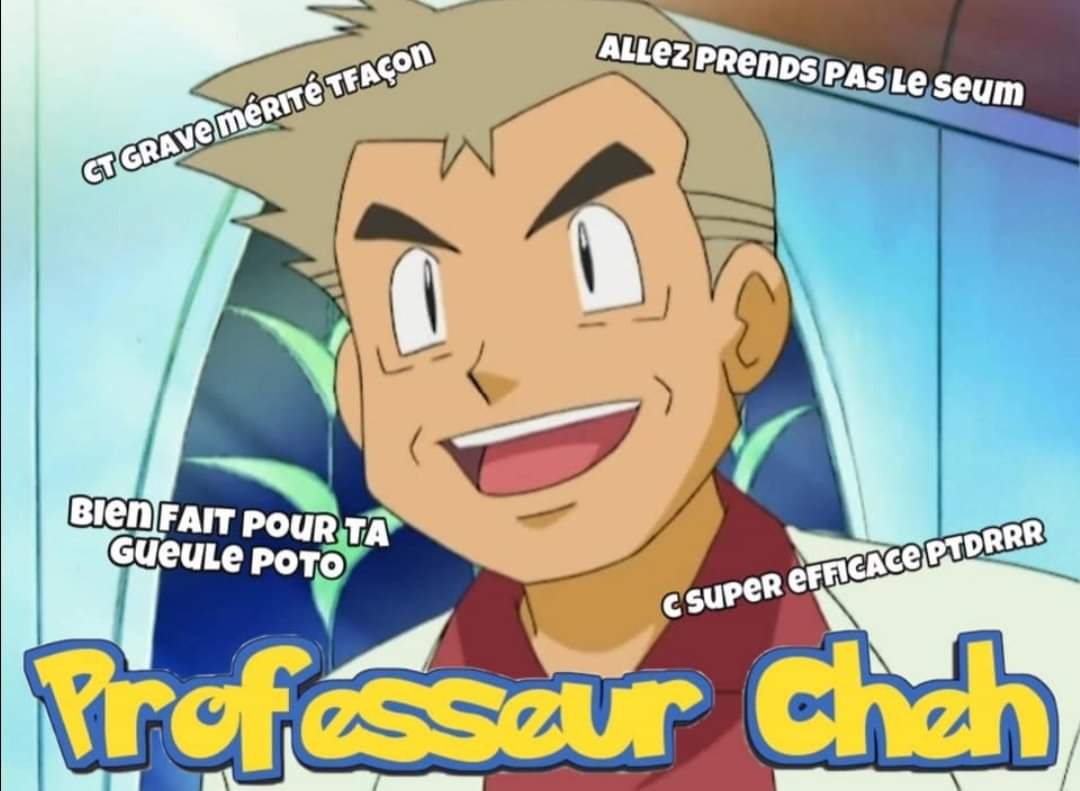 CT GRAVE MÉRITÉ TFAÇON
ALLEZ PRENDS PAS LE SEUM
BIEN FAIT POUR TA
GUEULE POTO
C SUPER EFFICACE PTDRRR
Professeur Cheh